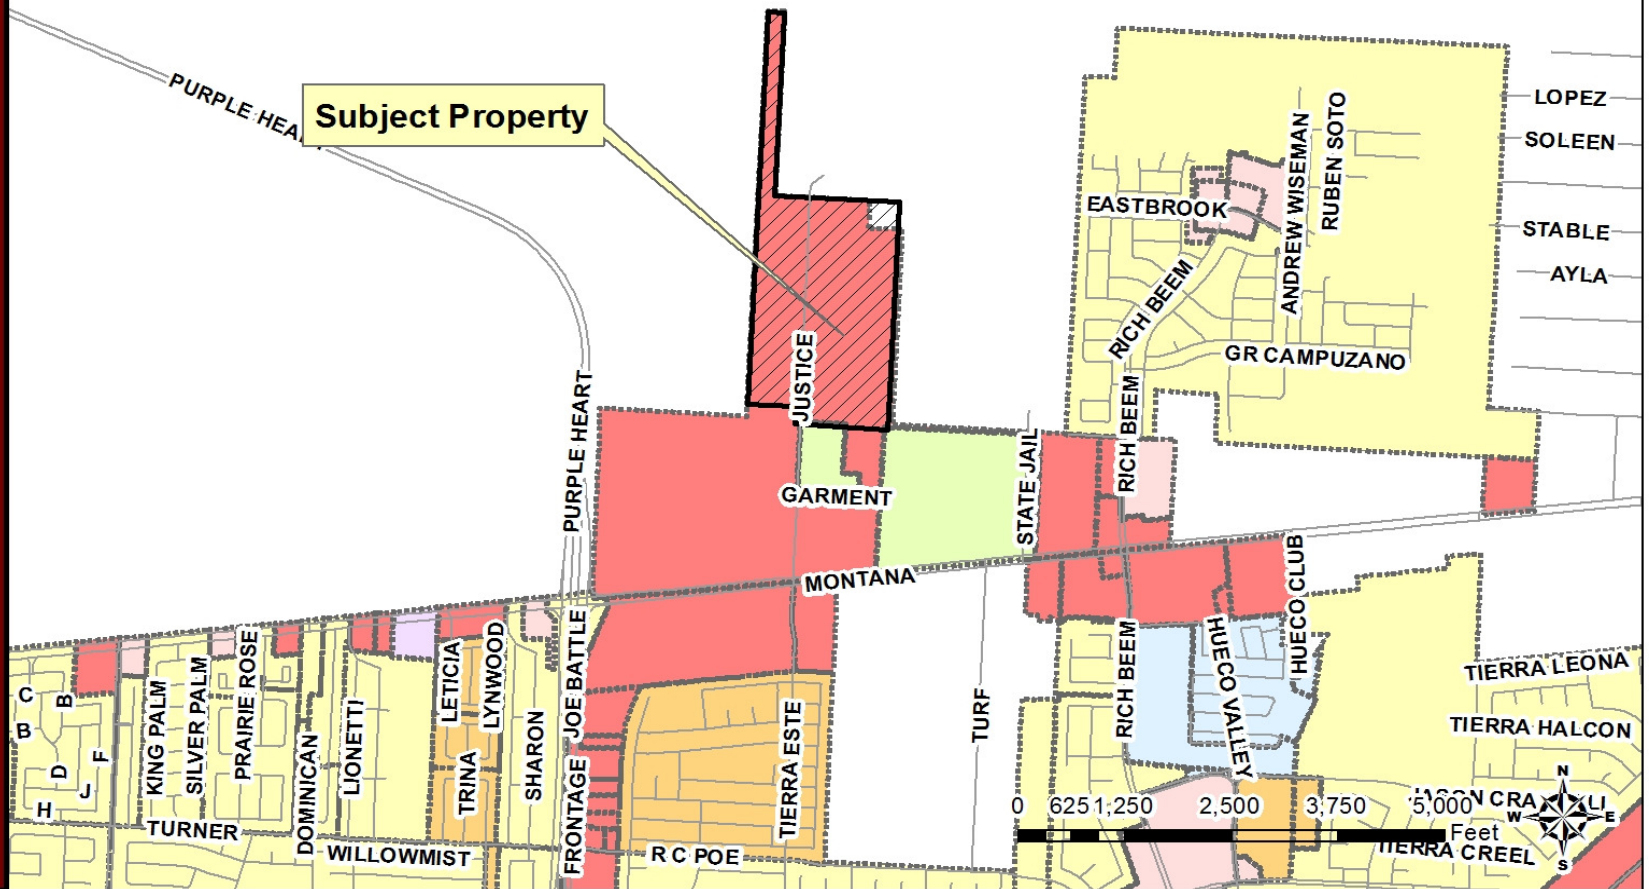 PURPLE HEA
Subject Property
LOPEZ
SOLEEN
ANDREW WISEMAN
RUBEN SOTO
EASTBROOK
STABLE
AYLA
RICH BEEM
GR CAMPUZANO
JUSTICE
PURPLE HEART
RICH BEEM
STATE JAIL
GARMENT
MONTANA
HUECO CLUB
C
B
B
D
F
J
H
KING PALM
SILVER PALM
PRAIRIE ROSE
DOMINICAN
LIONETTI
LETICIA
LYNWOOD
TRINA
SHARON
FRONTAGE
JOE BATTLE
TIERRA ESTE
TURF
RICH BEEM
HUECO VALLEY
TIERRA LEONA
TIERRA HALCON
TURNER
WILLOWMIST
R C POE
0 625 1,250 2,500 3,750 5,000
Feet
N
W
E
S
TIERRA CREEL